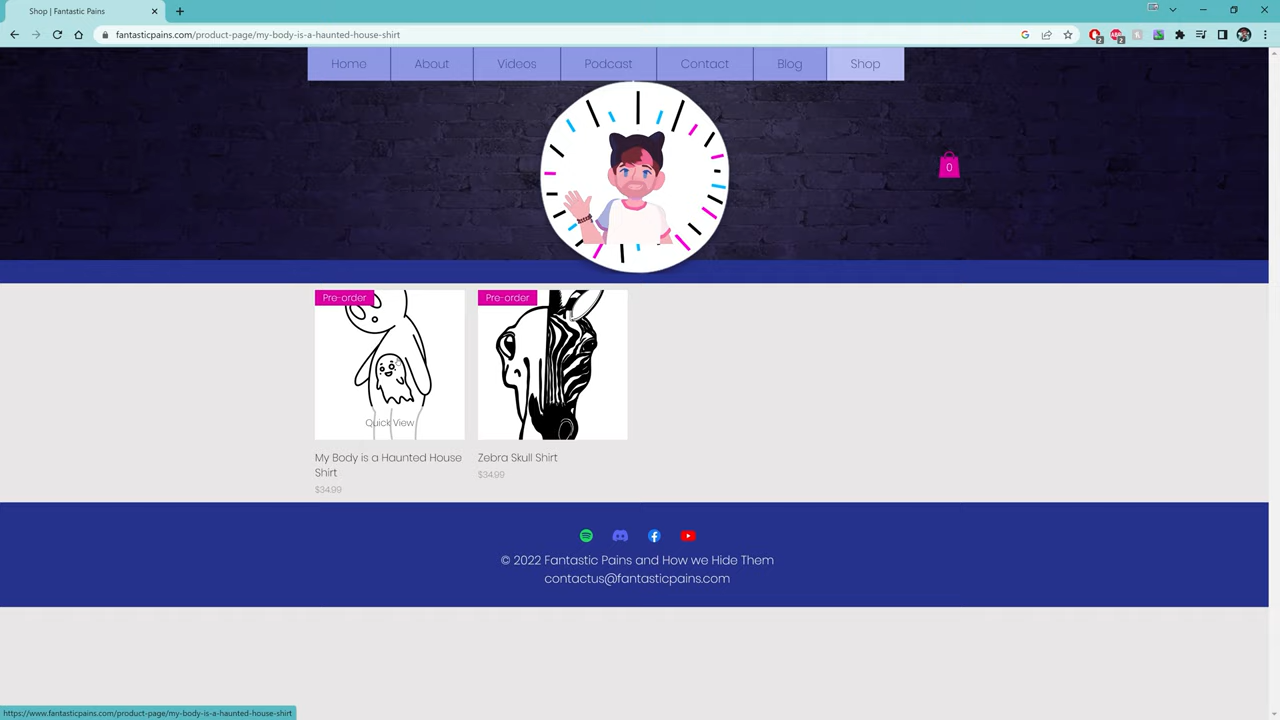 Shop | Fantastic Pains
fantasticpains.com/product-page/my-body-is-a-haunted-house-shirt
2
2
Home
About
Videos
Podcast
Contact
Blog
Shop
0
Pre-order
Pre-order
Quick View
My Body is a Haunted House
Shirt
$34.99
Zebra Skull Shirt
$34.99
© 2022 Fantastic Pains and How we Hide Them
contactus@fantasticpains.com
https://www.fantasticpains.com/product-page/my-body-is-a-haunted-house-shirt